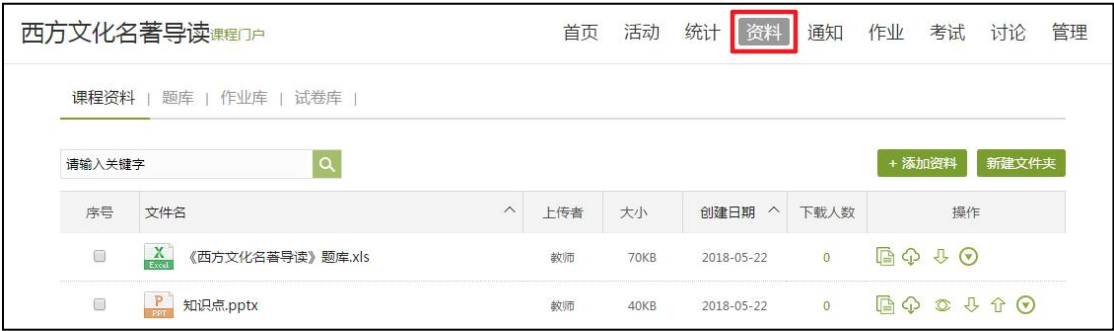 西方文化名著导读课程门户 首页 活动 统计 资料 通知 作业 考试 讨论 管理
课程资料 | 题库 | 作业库 | 试卷库 |
请输入关键字 + 添加资料 新建文件夹
序号 文件名 上传者 大小 创建日期 下载人数 操作
X Excel 《西方文化名著导读》题库.xls 教师 70KB 2018-05-22 0
P PPT 知识点.pptx 教师 40KB 2018-05-22 0